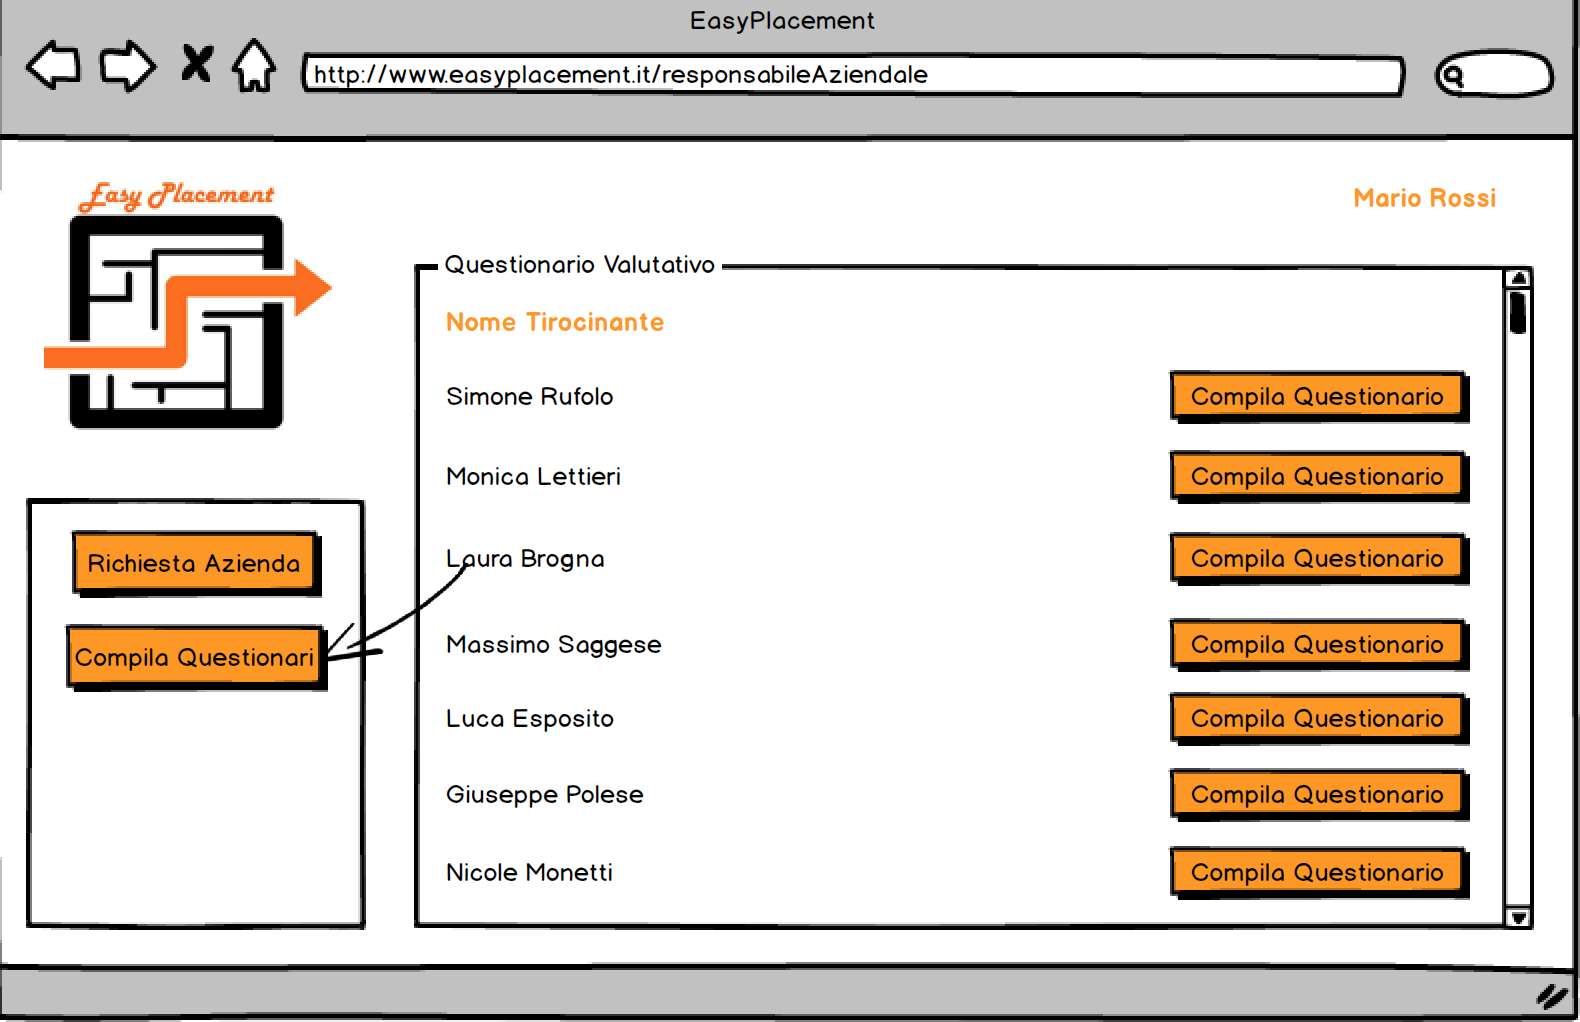 EasyPlacement
http://www.easyplacement.it/responsabileAziendale
Easy Placement
Mario Rossi
Questionario Valutativo
Nome Tirocinante
Simone Rufolo
Compila Questionario
Monica Lettieri
Compila Questionario
Laura Brogna
Compila Questionario
Massimo Saggese
Compila Questionario
Luca Esposito
Compila Questionario
Giuseppe Polese
Compila Questionario
Nicole Monetti
Compila Questionario
Richiesta Azienda
Compila Questionari